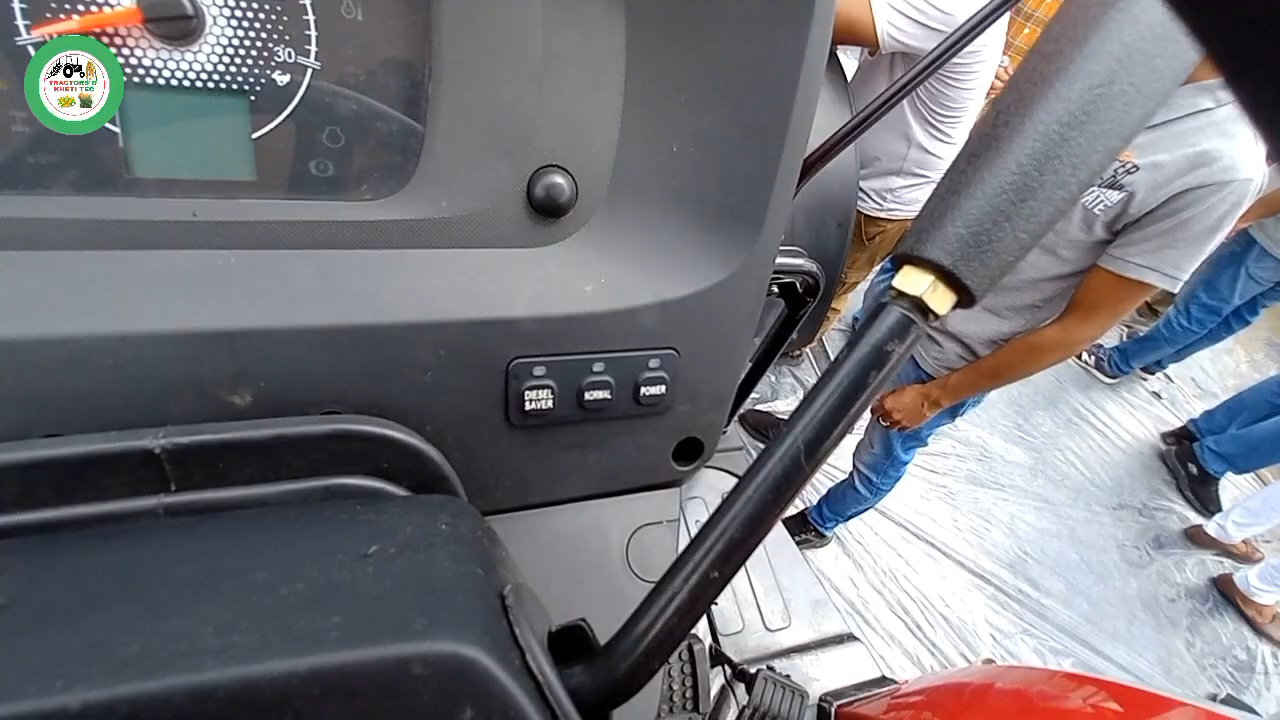 30
TRACTORS &
KHETI TEC
DIESEL
SAVER
NORMAL
POWER